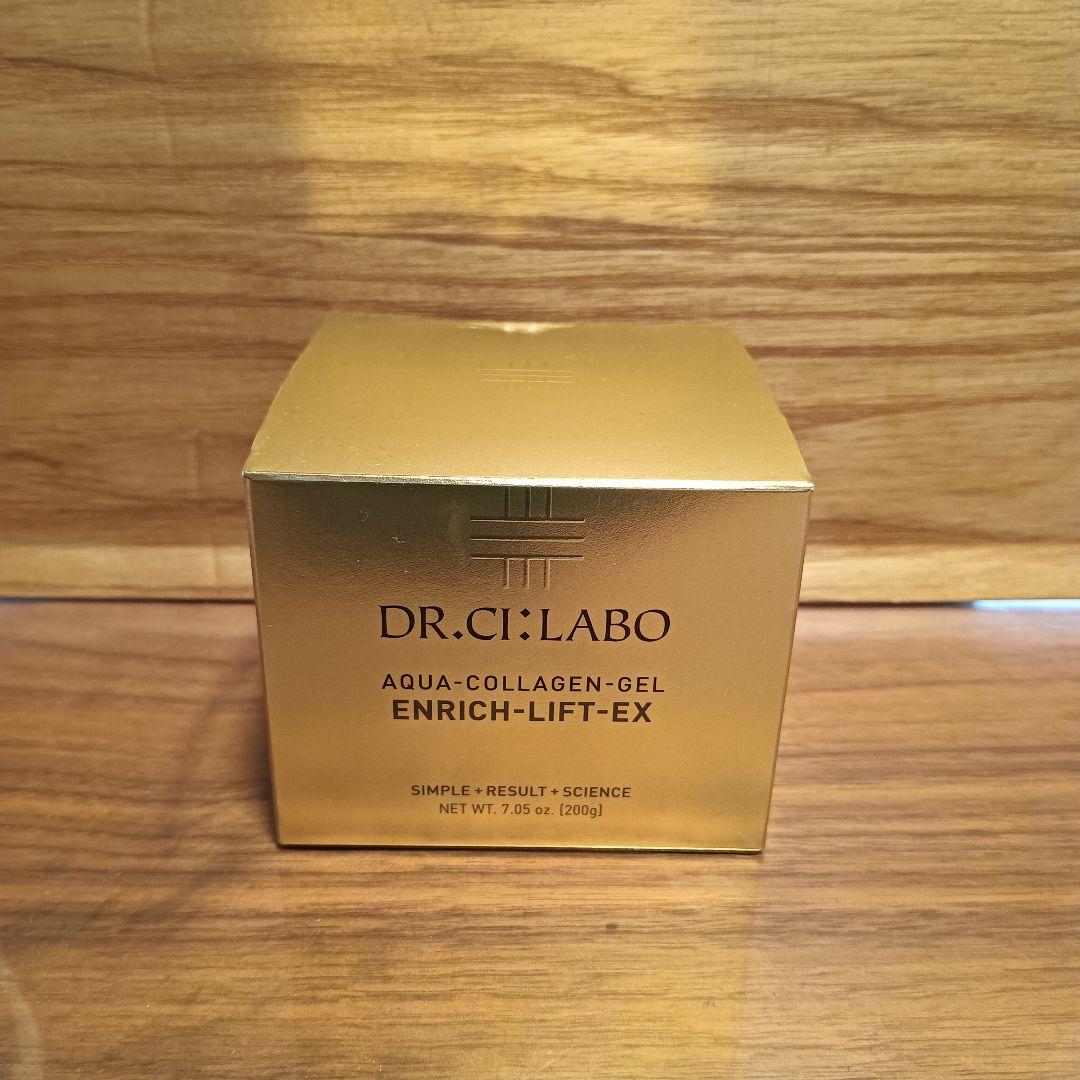 DR.CI:LABO
AQUA-COLLAGEN-GEL
ENRICH-LIFT-EX
SIMPLE+RESULT+SCIENCE
NET WT. 7.05 oz. [200g]